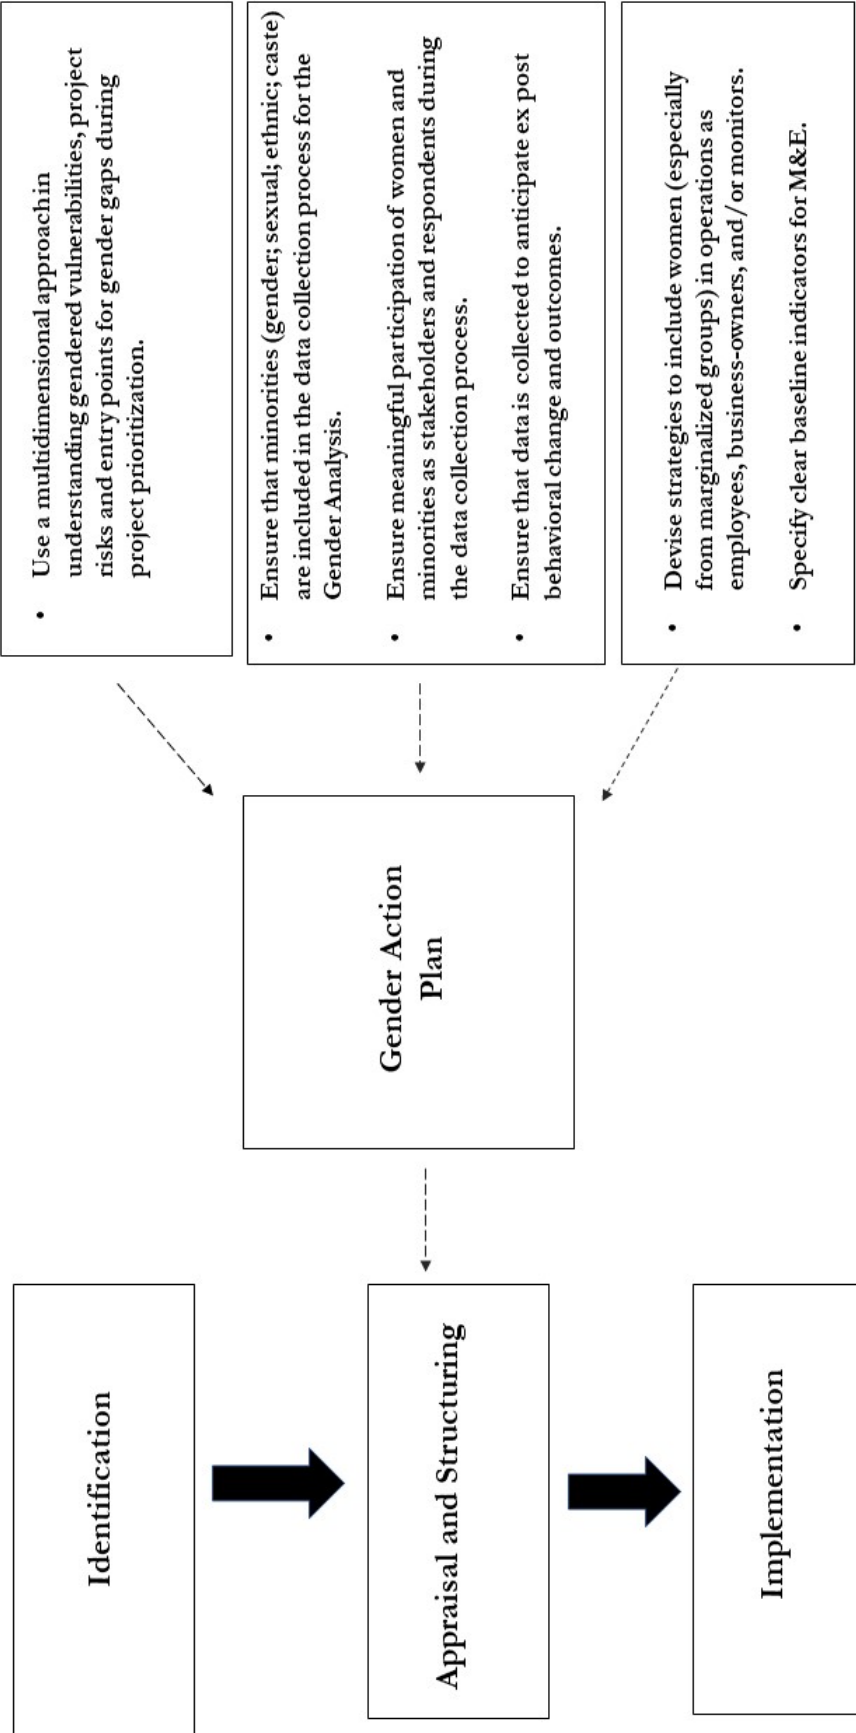 Identification
Appraisal and Structuring
Implementation
Gender Action
Plan
• Use a multidimensional approachin
understanding gendered vulnerabilities, project
risks and entry points for gender gaps during
project prioritization.
• Ensure that minorities (gender; sexual; ethnic; caste)
are included in the data collection process for the
Gender Analysis.
• Ensure meaningful participation of women and
minorities as stakeholders and respondents during
the data collection process.
• Ensure that data is collected to anticipate ex post
behavioral change and outcomes.
• Devise strategies to include women (especially
from marginalized groups) in operations as
employees, business-owners, and/or monitors.
• Specify clear baseline indicators for M&E.